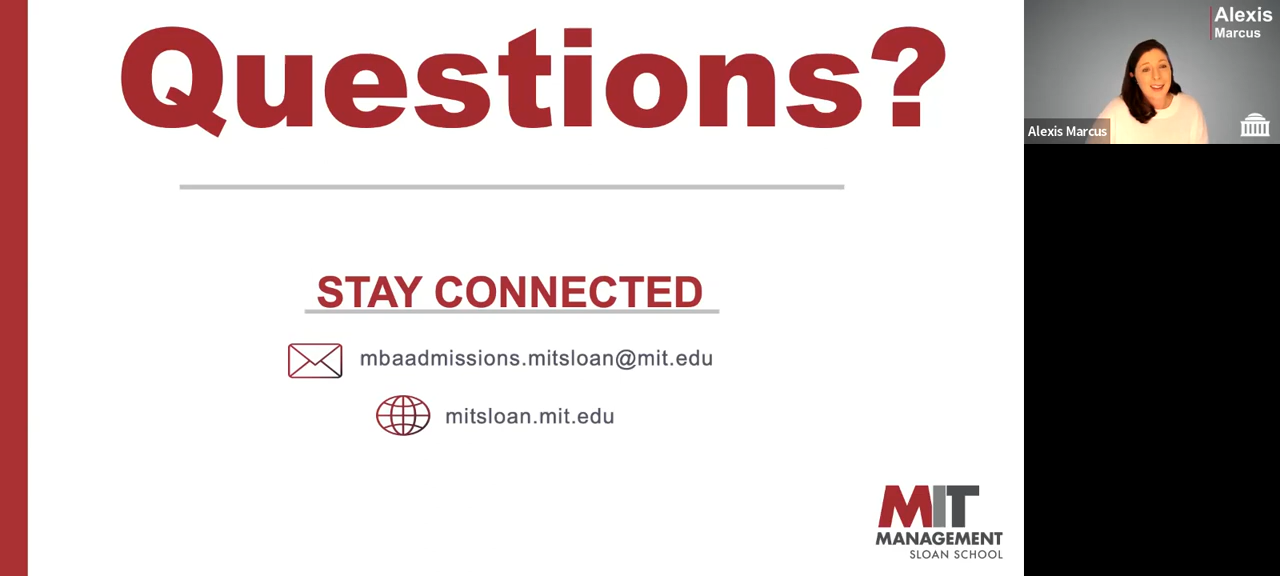 Questions?
STAY CONNECTED
mbaadmissions.mitsloan@mit.edu
mitsloan.mit.edu
MIT
MANAGEMENT
SLOAN SCHOOL
Alexis
Marcus
Alexis Marcus